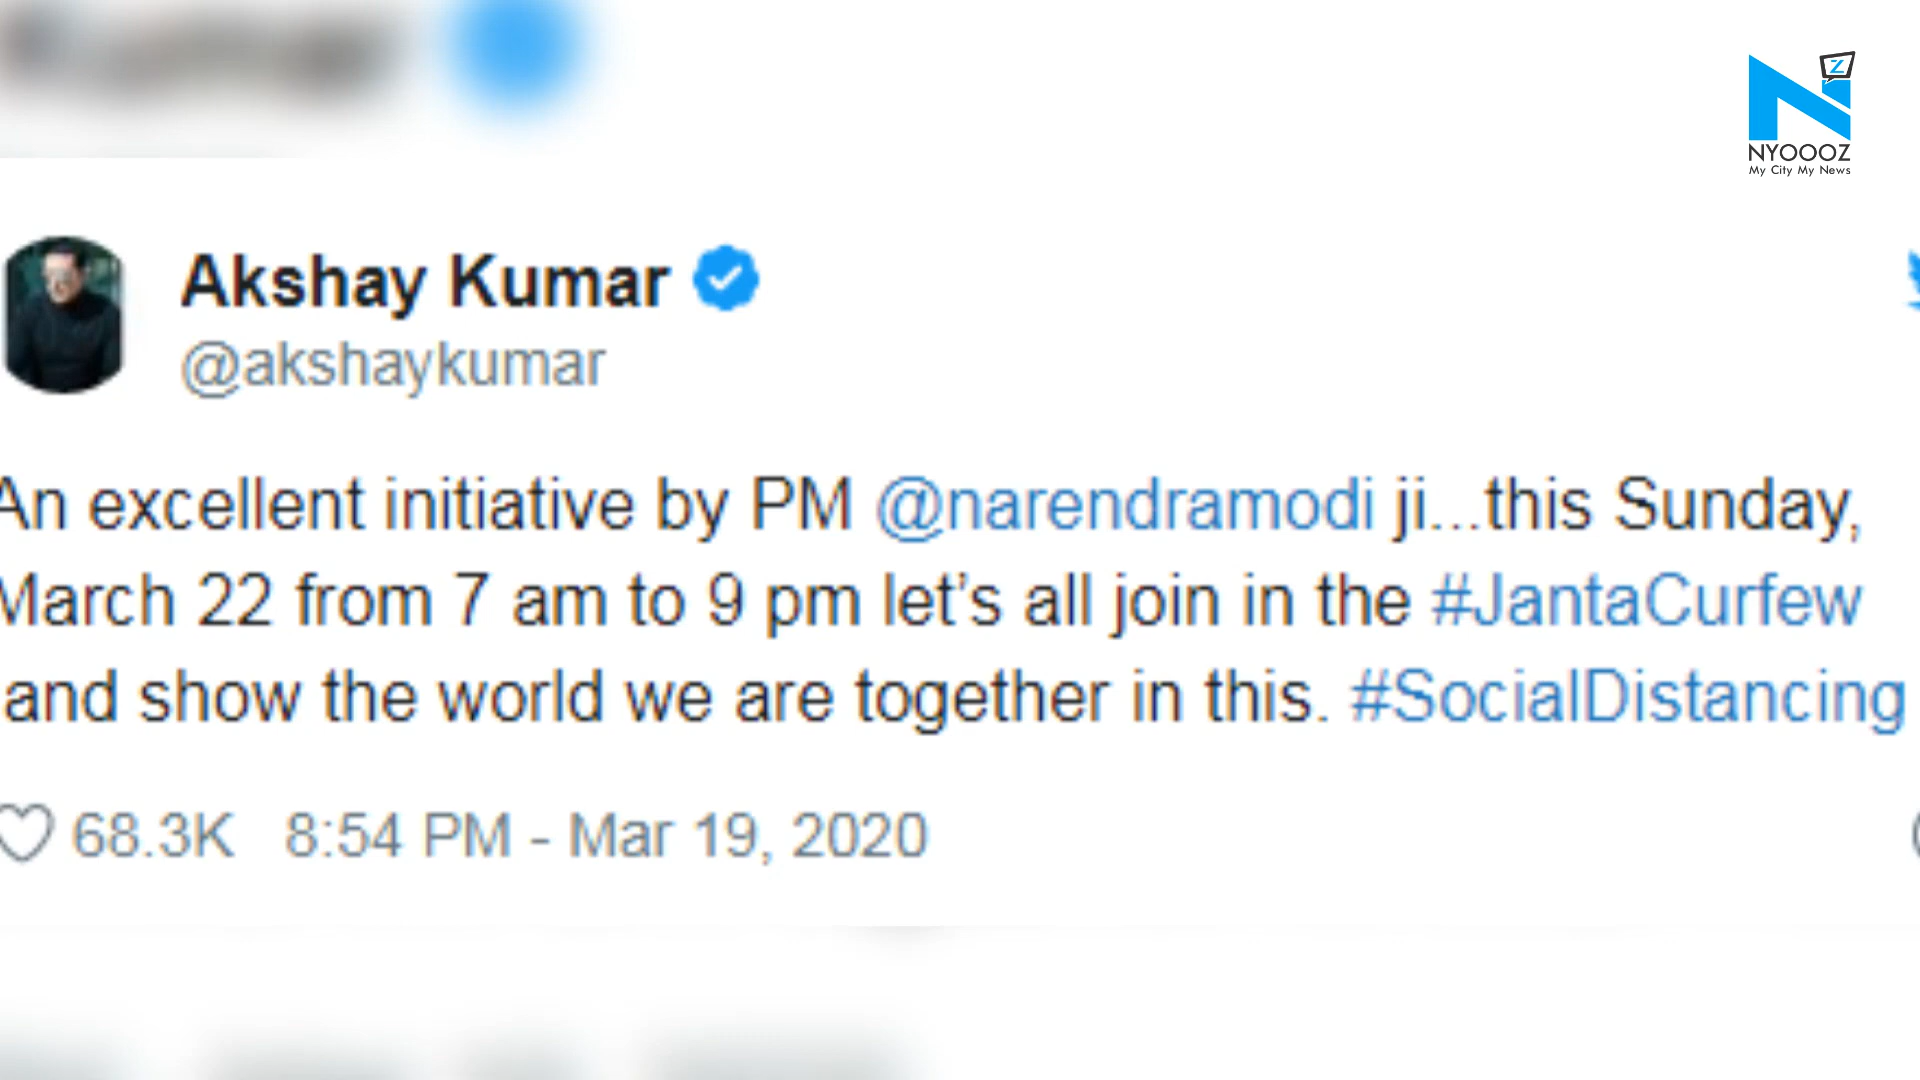 NYOOOZ
My City My News
Akshay Kumar
@akshaykumar
An excellent initiative by PM @narendramodi ji...this Sunday,
March 22 from 7 am to 9 pm let's all join in the #JantaCurfew
and show the world we are together in this. #SocialDistancing
68.3K 8:54 PM - Mar 19, 2020